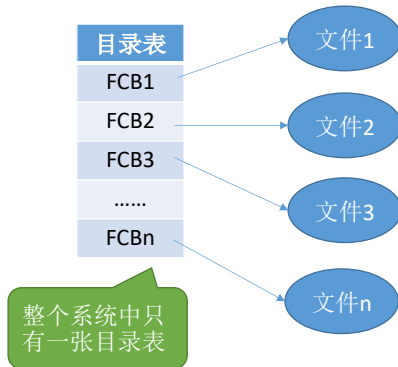 目录表
FCB1
FCB2
FCB3
……
FCBn
文件1
文件2
文件3
文件n
整个系统中只
有一张目录表